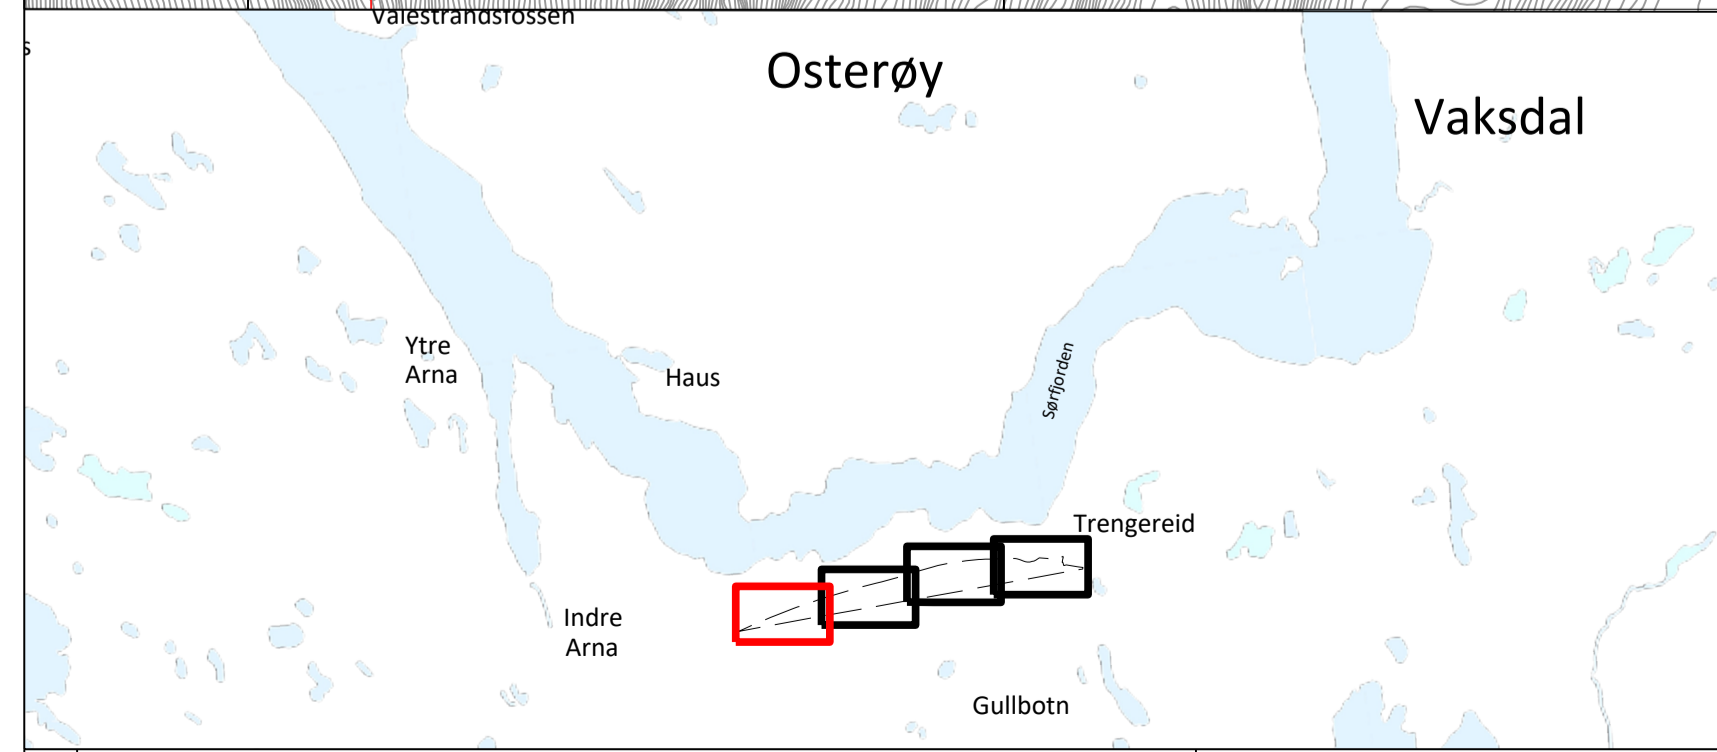 Valestrandsfossen
s
Osterøy
Vaksdal
Ytre
Arna
Haus
Sørfjorden
Trengereid
Indre
Arna
Gullbotn